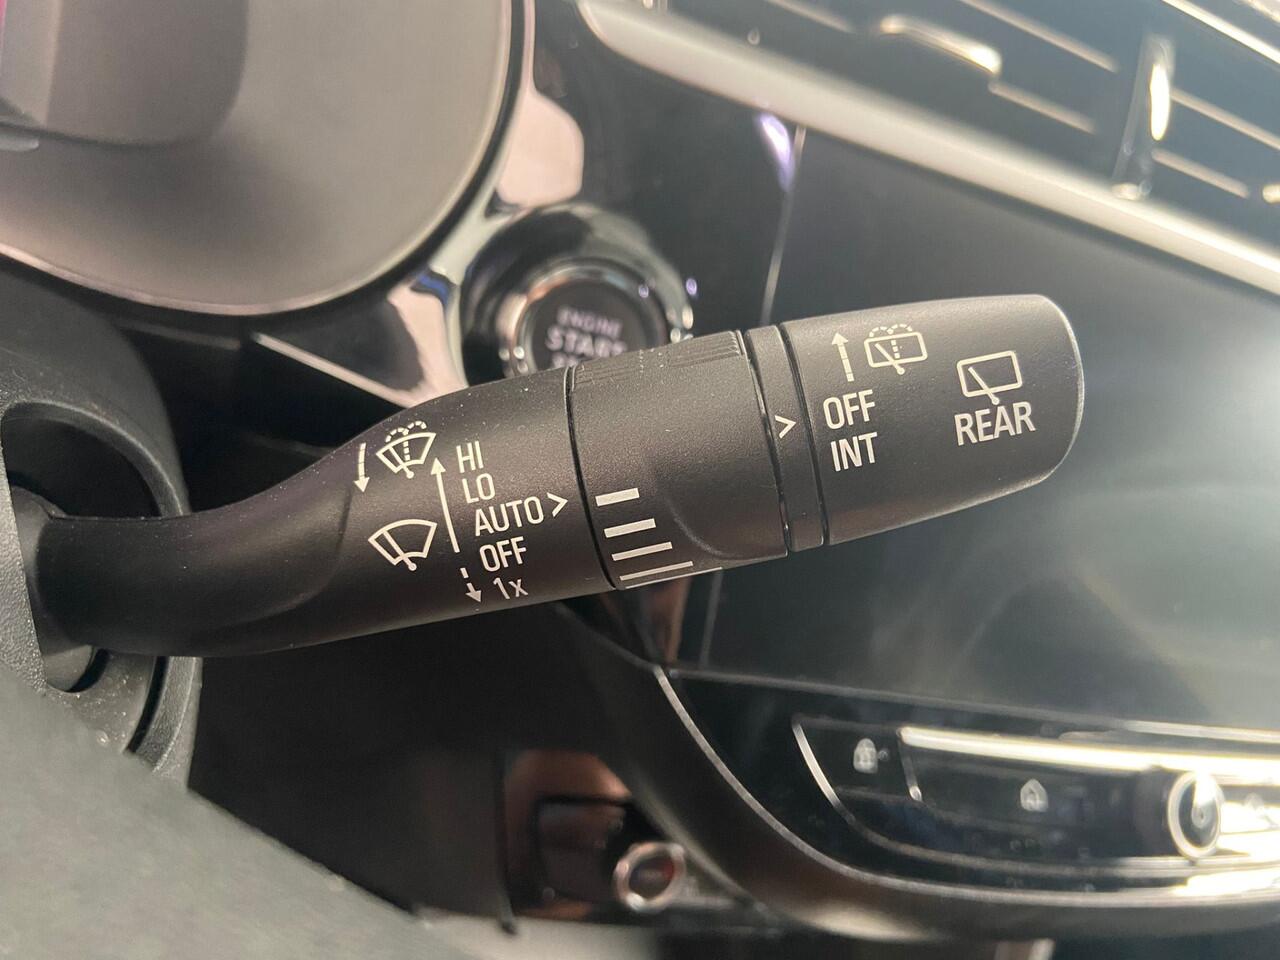 ENGINE
START
HI
LO
AUTO >
OFF
1x
>
OFF
INT
REAR